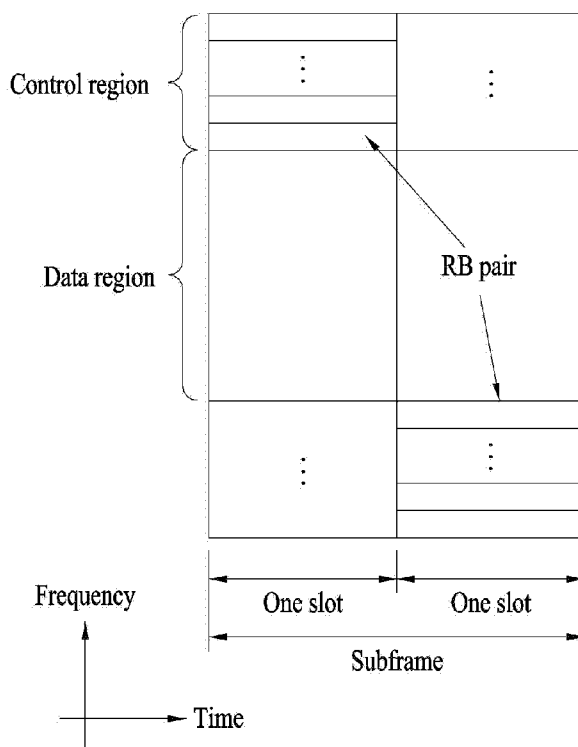 Control region
Data region
RB pair
One slot
One slot
Subframe
Frequency
Time